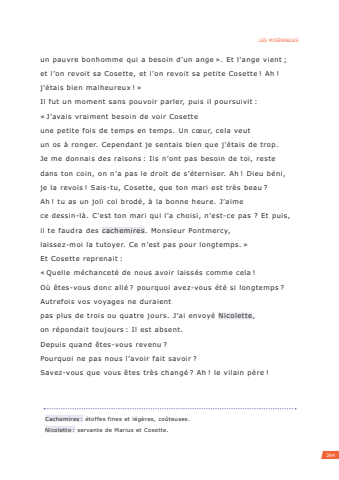 LES MISÉRABLES
un pauvre bonhomme qui a besoin d'un ange ». Et l'ange vient ;
et l'on revoit sa Cosette, et l'on revoit sa petite Cosette ! Ah !
j'étais bien malheureux ! »
Il fut un moment sans pouvoir parler, puis il poursuivit :
« J'avais vraiment besoin de voir Cosette
une petite fois de temps en temps. Un cœur, cela veut
un os à ronger. Cependant je sentais bien que j'étais de trop.
Je me donnais des raisons : Ils n'ont pas besoin de toi, reste
dans ton coin, on n'a pas le droit de s'éterniser. Ah ! Dieu béni,
je la revois ! Sais-tu, Cosette, que ton mari est très beau ?
Ah ! tu as un joli col brodé, à la bonne heure. J'aime
ce dessin-là. C'est ton mari qui l'a choisi, n'est-ce pas ? Et puis,
il te faudra des cachemires. Monsieur Pontmercy,
laissez-moi la tutoyer. Ce n'est pas pour longtemps. »
Et Cosette reprenait :
« Quelle méchanceté de nous avoir laissés comme cela !
Où êtes-vous donc allé ? pourquoi avez-vous été si longtemps ?
Autrefois vos voyages ne duraient
pas plus de trois ou quatre jours. J'ai envoyé Nicolette,
on répondait toujours : Il est absent.
Depuis quand êtes-vous revenu ?
Pourquoi ne pas nous l'avoir fait savoir ?
Savez-vous que vous êtes très changé ? Ah ! le vilain père !
Cachemires : étoffes fines et légères, coûteuses.
Nicolette : servante de Marius et Cosette.
204